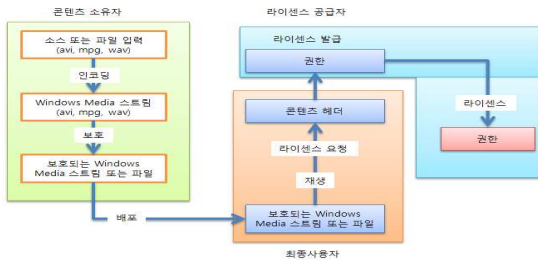 콘텐츠 소유자
소스 또는 파일 입력
(avi, mpg, wav)
인코딩
Windows Media 스트림
(avi, mpg, wav)
보호
보호되는 Windows
Media 스트림 또는 파일
배포
라이센스 공급자
라이센스 발급
권한
라이센스
권한
콘텐츠 헤더
라이센스 요청
재생
보호되는 Windows
Media 스트림 또는 파일
최종사용자